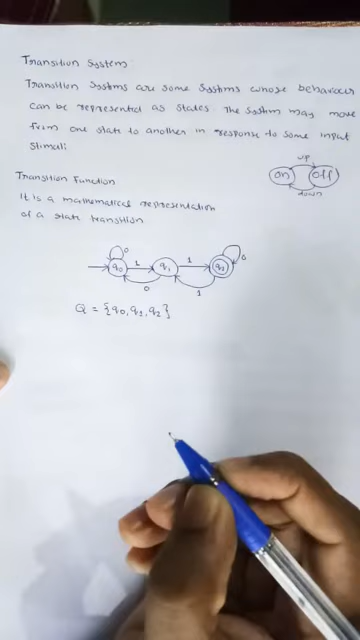 Transition System:
Transition Systems are some systems whose behaviour
can be represented as states. The system may move
from one state to another in response to some input
stimuli
up
on off
down
Transition Function
It is a mathematical representation
of a state transition
0 1 1 0
q0 q1 q2
0 1
Q = {q0, q1, q2}